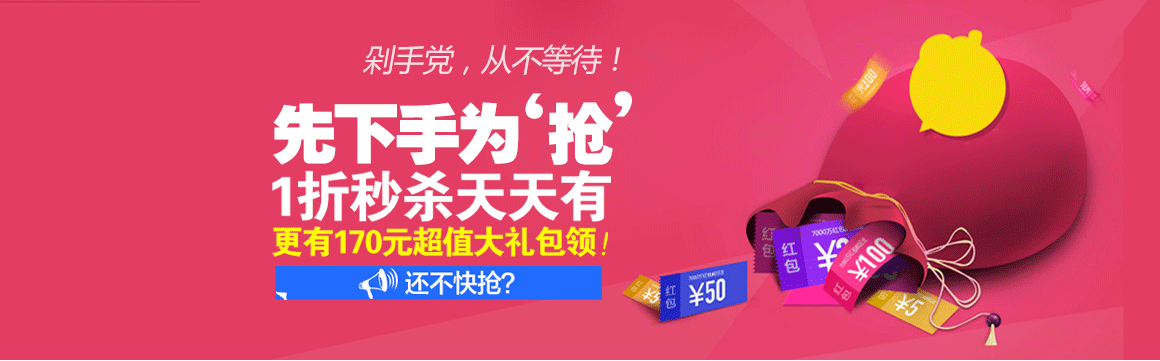 剁手党，从不等待！
先下手为‘抢’
1折秒杀天天有
更有170元超值大礼包领！
还不快抢？
红包 ¥50
红包
红包 ¥100